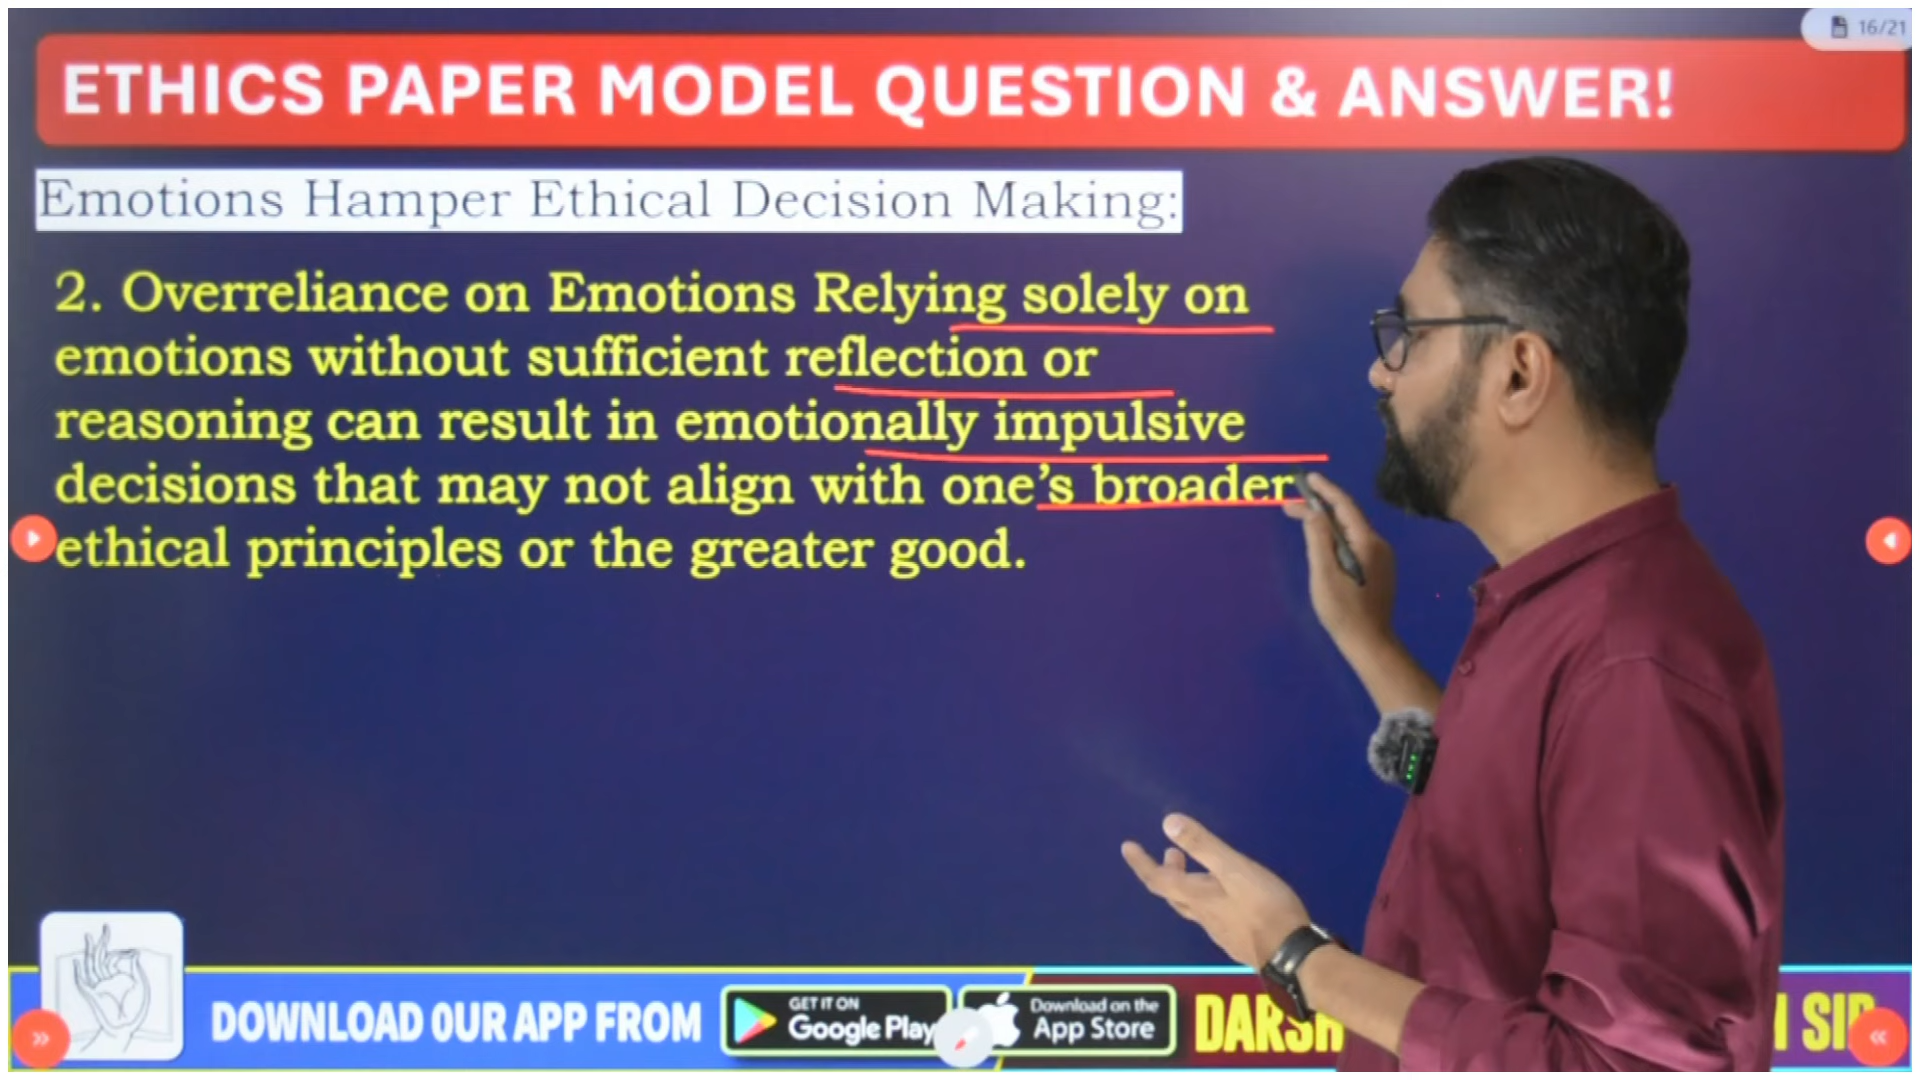 16/21
ETHICS PAPER MODEL QUESTION & ANSWER!
Emotions Hamper Ethical Decision Making:
2. Overreliance on Emotions Relying solely on
emotions without sufficient reflection or
reasoning can result in emotionally impulsive
decisions that may not align with one’s broader
ethical principles or the greater good.
DOWNLOAD 0UR APP FROM
GET IT ON
Google Play
Download on the
App Store
SIR